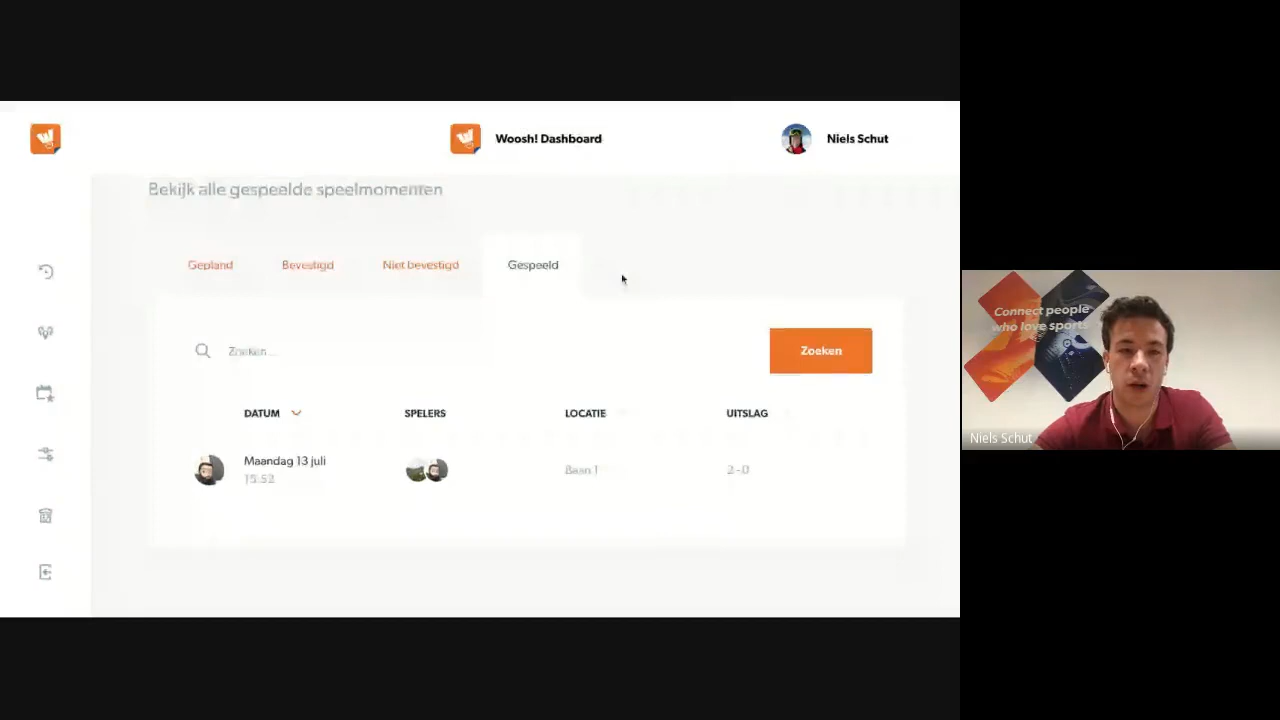 Woosh! Dashboard
Niels Schut
Bekijk alle gespeelde speelmomenten
Gepland
Bevestigd
Niet bevestigd
Gespeeld
Zoeken...
Zoeken
DATUM
SPELERS
LOCATIE
UITSLAG
Maandag 13 juli
15:52
Baan 1
2 - 0
Connect people
who love sports
Niels Schut